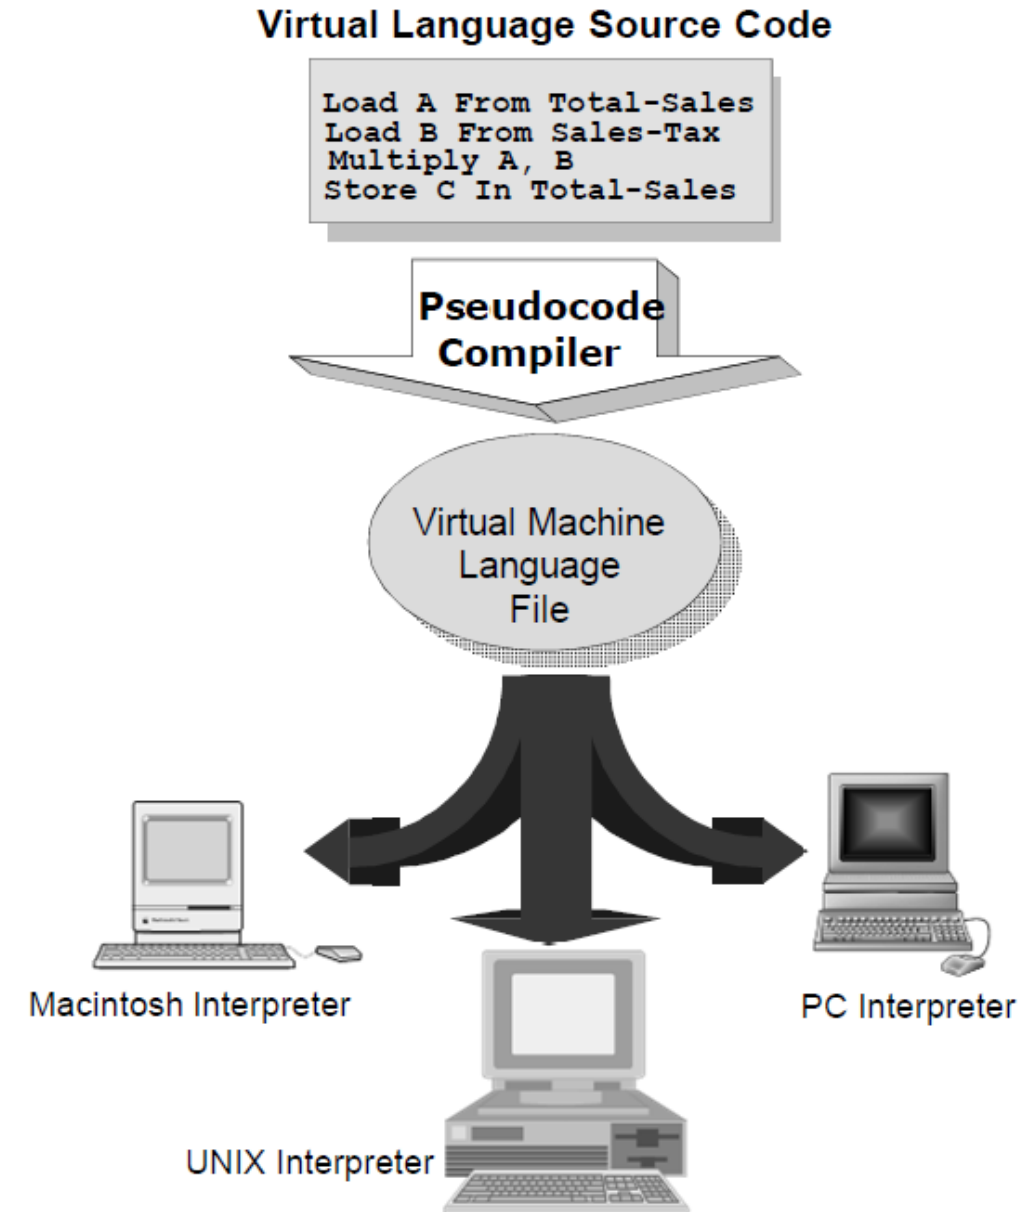 Virtual Language Source Code
Load A From Total-Sales
Load B From Sales-Tax
Multiply A, B
Store C In Total-Sales
Pseudocode
Compiler
Virtual Machine
Language
File
Macintosh Interpreter
PC Interpreter
UNIX Interpreter